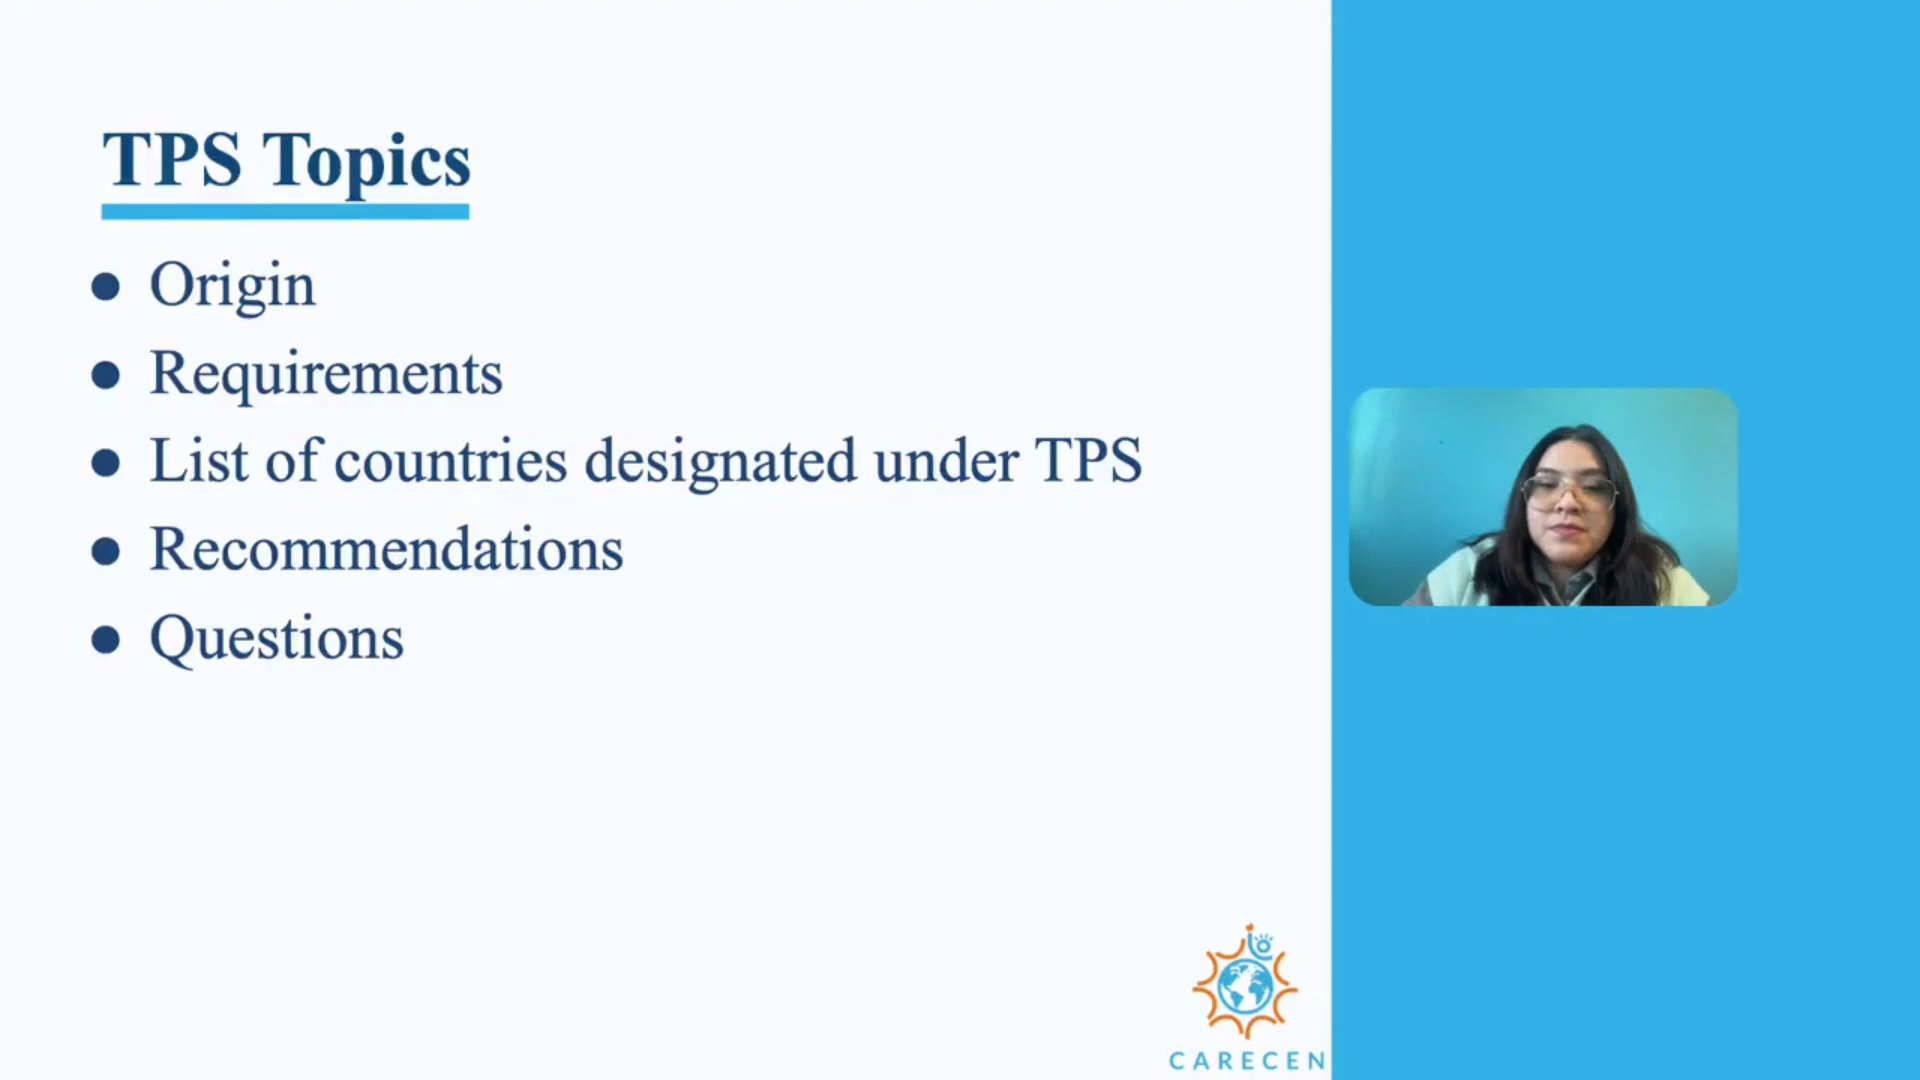 TPS Topics
● Origin
● Requirements
● List of countries designated under TPS
● Recommendations
● Questions
CARECEN